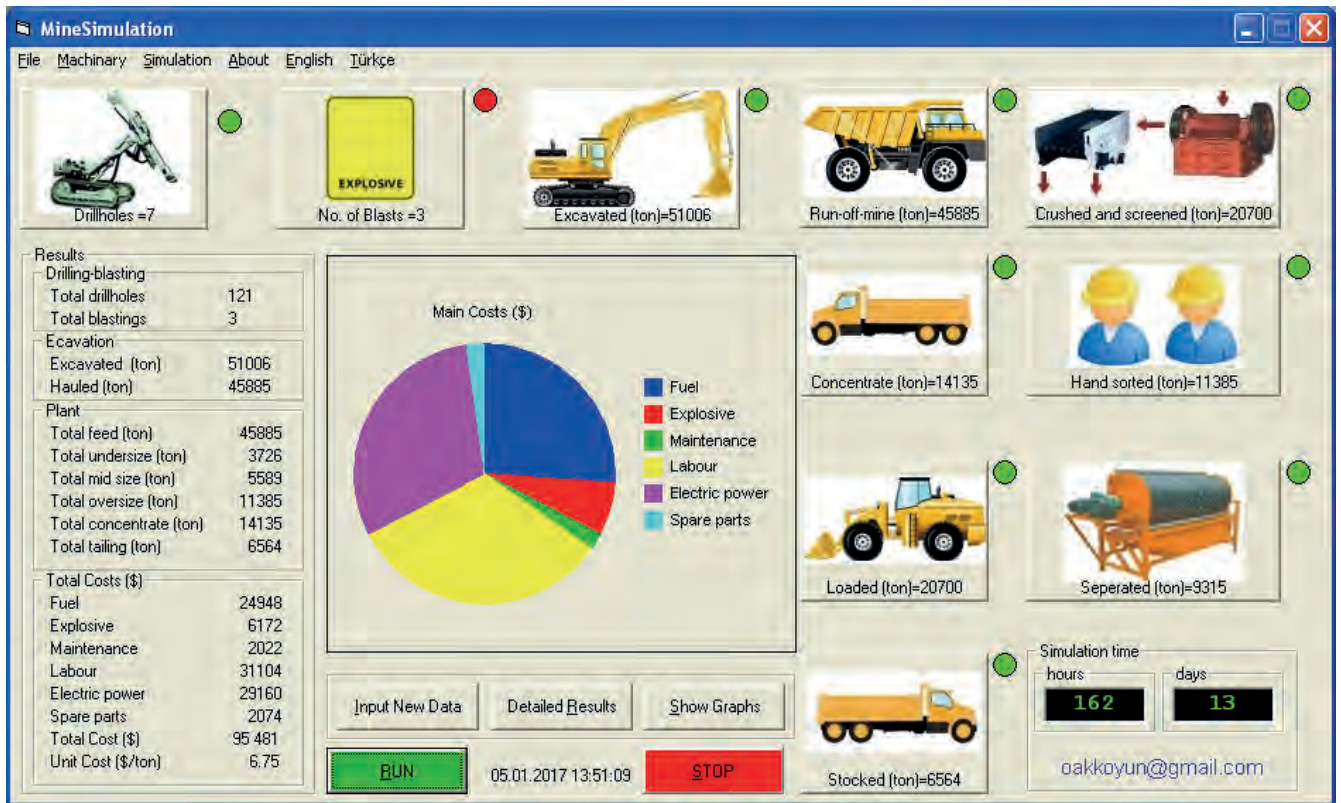 MineSimulation
File Machinary Simulation About English Türkçe
Drillholes =7
EXPLOSIVE
No. of Blasts =3
Excavated (ton)=51006
Run-off-mine (ton)=45885
Crushed and screened (ton)=20700
Results
Drilling-blasting
Total drillholes 121
Total blastings 3
Ecavation
Excavated (ton) 51006
Hauled (ton) 45885
Plant
Total feed (ton) 45885
Total undersize (ton) 3726
Total mid size (ton) 5589
Total oversize (ton) 11385
Total concentrate (ton) 14135
Total tailing (ton) 6564
Total Costs ($)
Fuel 24948
Explosive 6172
Maintenance 2022
Labour 31104
Electric power 29160
Spare parts 2074
Total Cost ($) 95 481
Unit Cost ($/ton) 6.75
Main Costs ($)
Fuel
Explosive
Maintenance
Labour
Electric power
Spare parts
Concentrate (ton)=14135
Hand sorted (ton)=11385
Loaded (ton)=20700
Seperated (ton)=9315
Input New Data
Detailed Results
Show Graphs
RUN
05.01.2017 13:51:09
STOP
Stocked (ton)=6564
Simulation time
hours days
162 13
oakkoyun@gmail.com